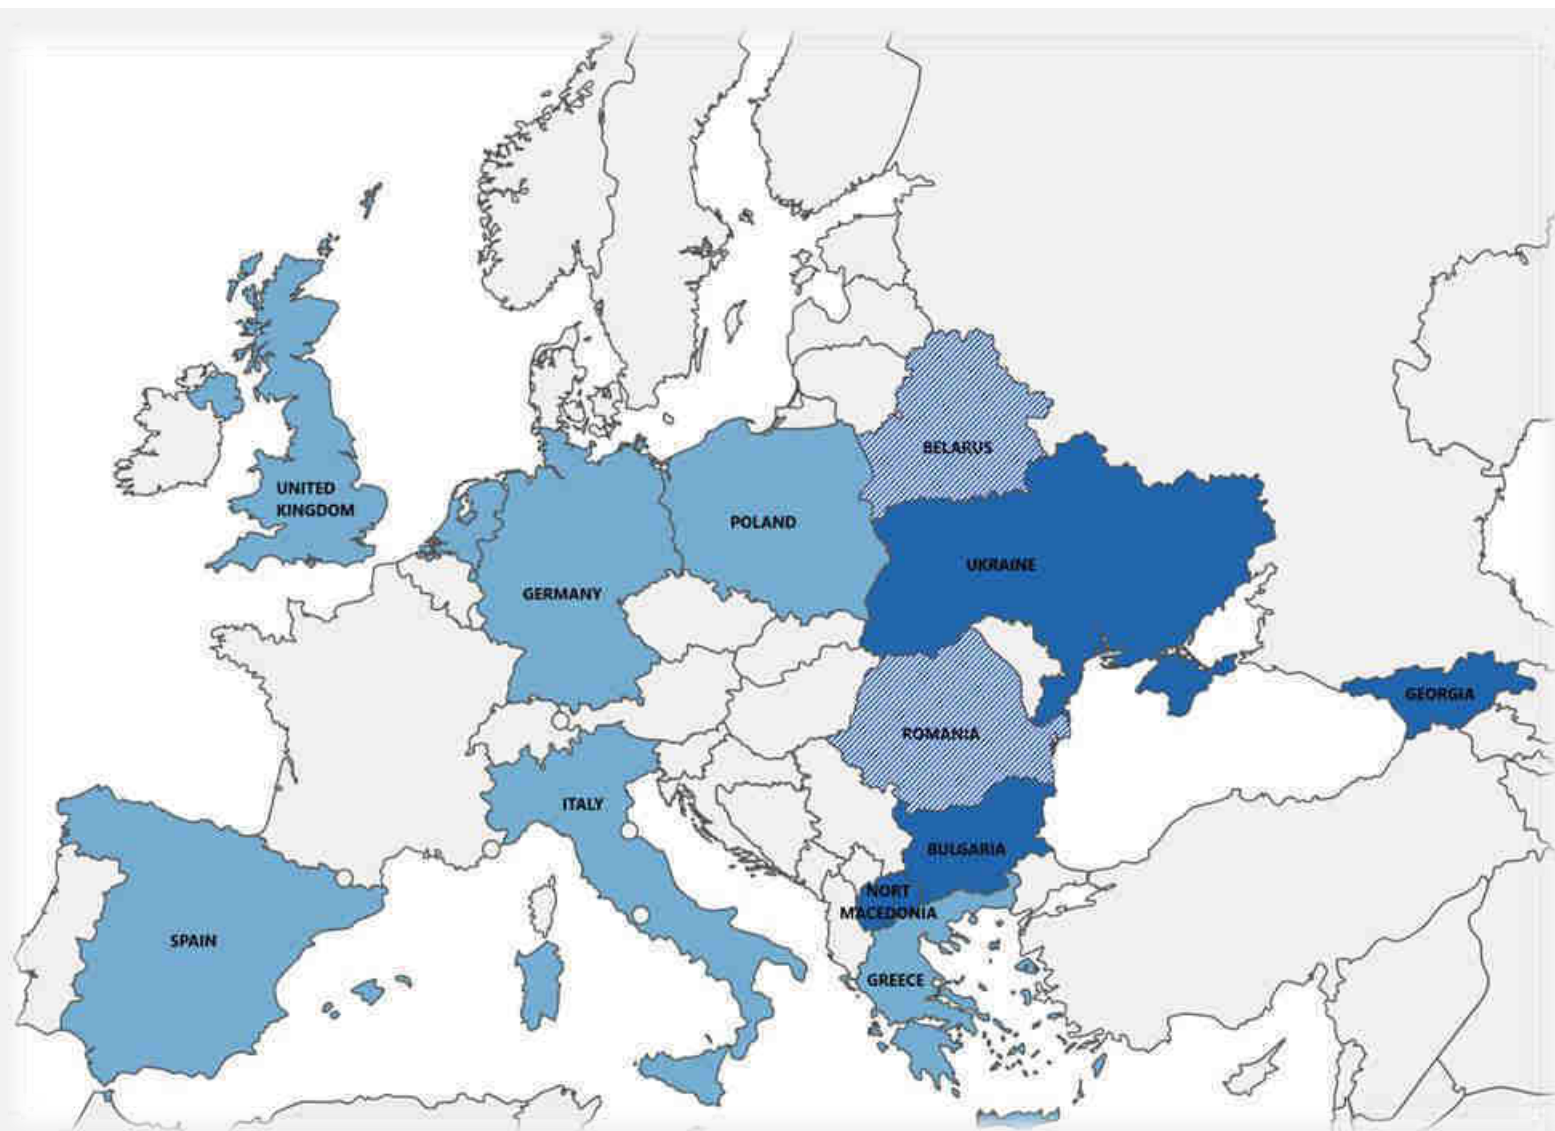 BELARUS
UNITED
KINGDOM
POLAND
UKRAINE
GERMANY
GEORGIA
ROMANIA
ITALY
BULGARIA
NORT
MACEDONIA
SPAIN
GREECE